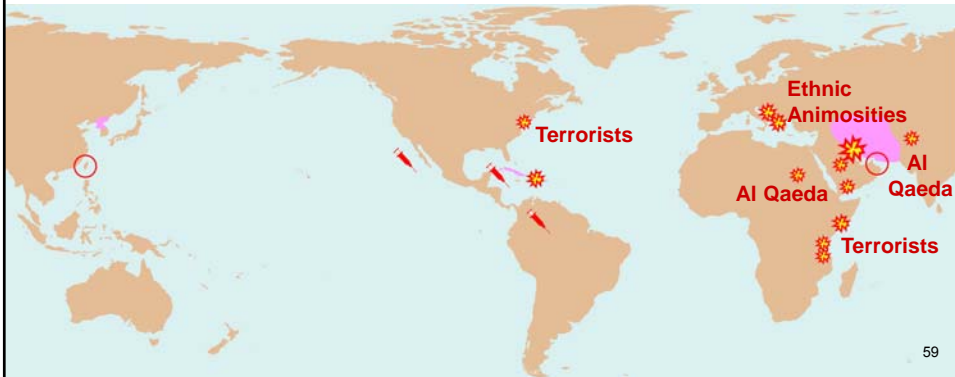 Ethnic
Animosities
Terrorists
Al
Qaeda
Al Qaeda
Terrorists
59